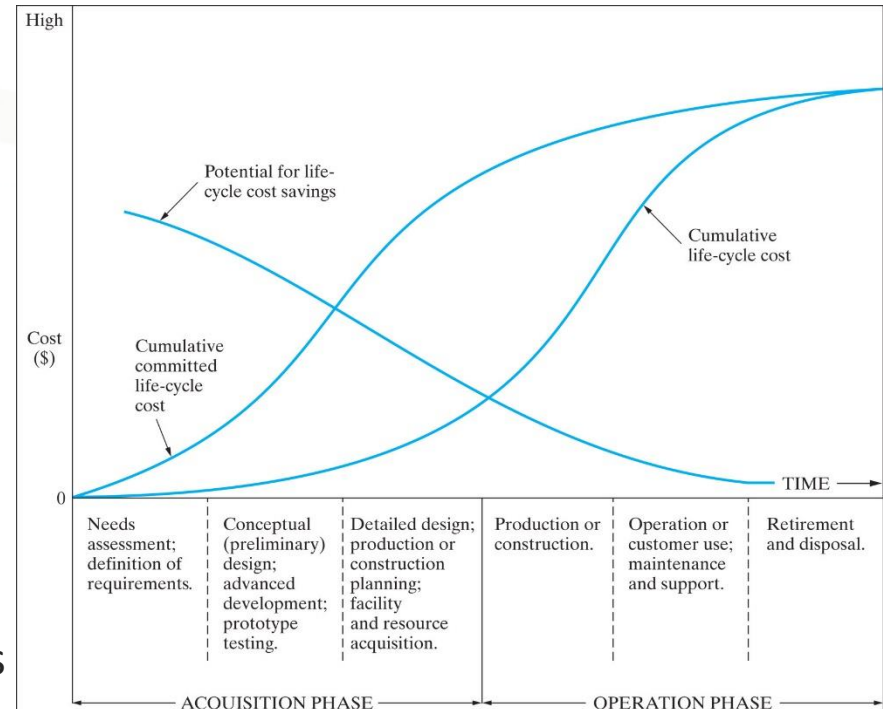 High
Potential for life-
cycle cost savings
Cumulative
life-cycle cost
Cost
($)
Cumulative
committed
life-cycle
cost
0
TIME
Needs
assessment;
definition of
requirements.
Conceptual
(preliminary)
design;
advanced
development;
prototype
testing.
Detailed design;
production or
construction
planning;
facility
and resource
acquisition.
Production or
construction.
Operation or
customer use;
maintenance
and support.
Retirement
and disposal.
s
ACQUISITION PHASE
OPERATION PHASE